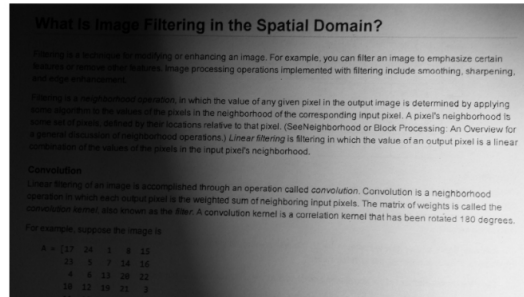 What Is Image Filtering in the Spatial Domain?
Filtering is a technique for modifying or enhancing an image. For example, you can filter an image to emphasize certain
features or remove other features. Image processing operations implemented with filtering include smoothing, sharpening,
and edge enhancement.
Filtering is a neighborhood operation, in which the value of any given pixel in the output image is determined by applying
some algorithm to the values of the pixels in the neighborhood of the corresponding input pixel. A pixel's neighborhood is
some set of pixels, defined by their locations relative to that pixel. (SeeNeighborhood or Block Processing: An Overview for
a general discussion of neighborhood operations.) Linear filtering is filtering in which the value of an output pixel is a linear
combination of the values of the pixels in the input pixel's neighborhood.
Convolution
Linear filtering of an image is accomplished through an operation called convolution. Convolution is a neighborhood
operation in which each output pixel is the weighted sum of neighboring input pixels. The matrix of weights is called the
convolution kernel, also known as the filter. A convolution kernel is a correlation kernel that has been rotated 180 degrees.
For example, suppose the image is
A = [17 24 1 8 15
23 5 7 14 16
4 6 13 20 22
10 12 19 21 3